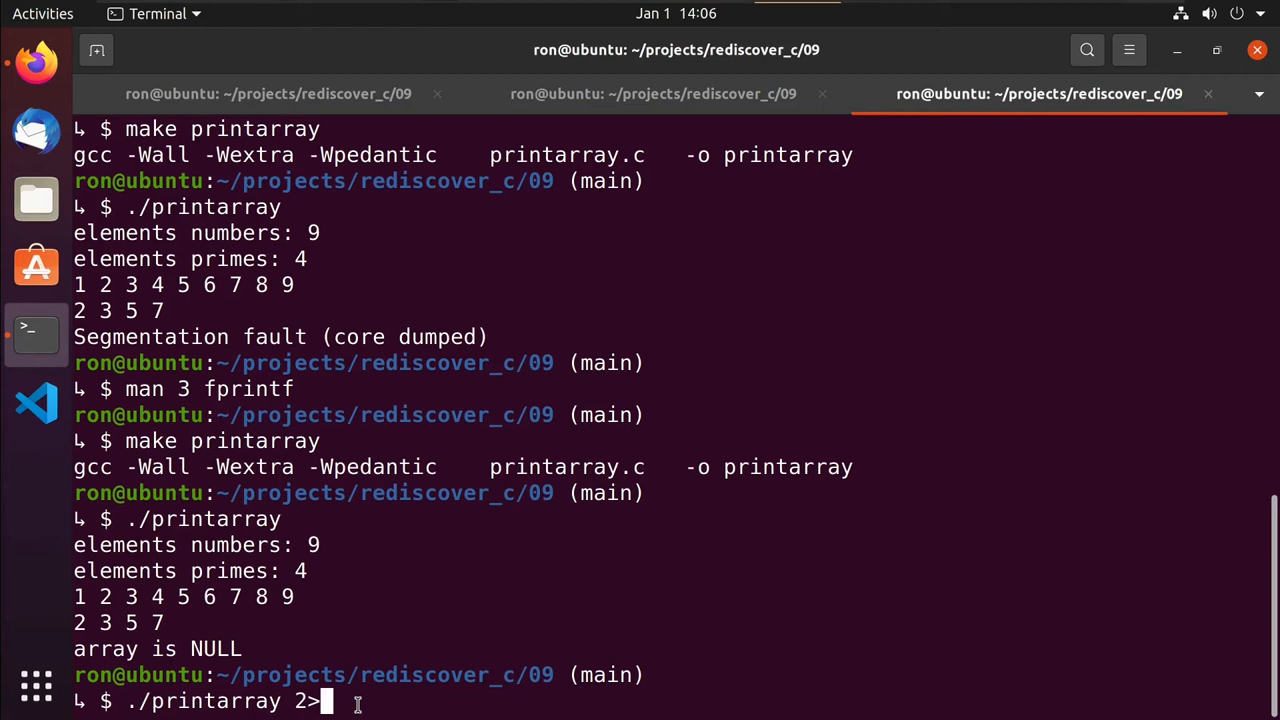 Activities Terminal Jan 1 14:06
ron@ubuntu: ~/projects/rediscover_c/09
ron@ubuntu: ~/projects/rediscover_c/09 ron@ubuntu: ~/projects/rediscover_c/09 ron@ubuntu: ~/projects/rediscover_c/09
↳ $ make printarray
gcc -Wall -Wextra -Wpedantic    printarray.c   -o printarray
ron@ubuntu:~/projects/rediscover_c/09 (main)
↳ $ ./printarray
elements numbers: 9
elements primes: 4
1 2 3 4 5 6 7 8 9
2 3 5 7
Segmentation fault (core dumped)
ron@ubuntu:~/projects/rediscover_c/09 (main)
↳ $ man 3 fprintf
ron@ubuntu:~/projects/rediscover_c/09 (main)
↳ $ make printarray
gcc -Wall -Wextra -Wpedantic    printarray.c   -o printarray
ron@ubuntu:~/projects/rediscover_c/09 (main)
↳ $ ./printarray
elements numbers: 9
elements primes: 4
1 2 3 4 5 6 7 8 9
2 3 5 7
array is NULL
ron@ubuntu:~/projects/rediscover_c/09 (main)
↳ $ ./printarray 2>